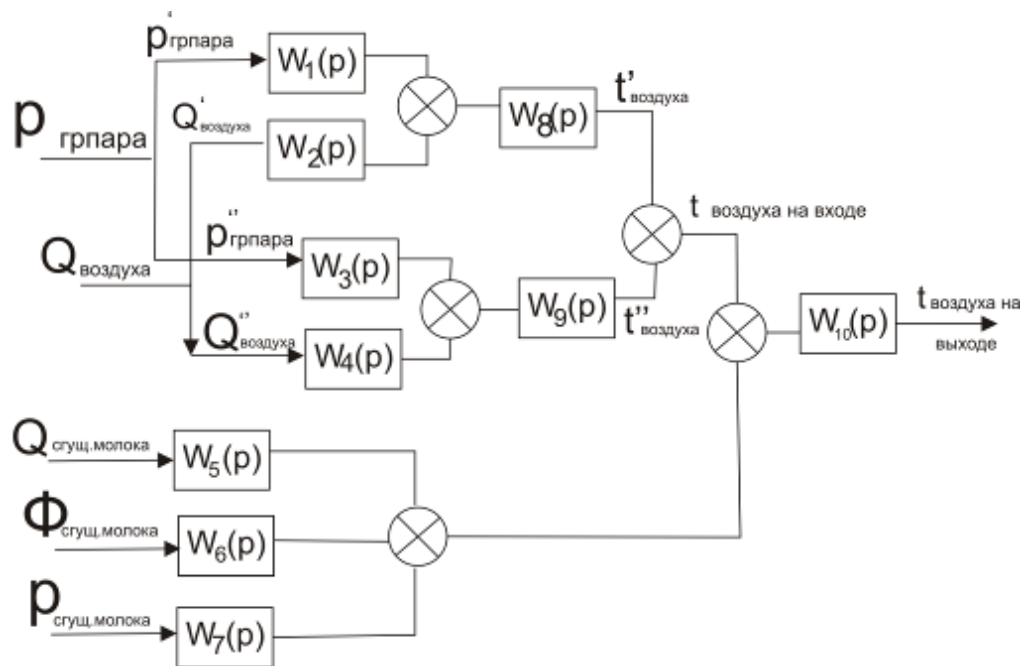 p'грпара
W1(p)
p грпара
Q'воздуха
W2(p)
W8(p)
t'воздуха
Q воздуха
p''грпара
W3(p)
t воздуха на входе
Q''воздуха
W4(p)
W9(p)
t''воздуха
W10(p)
t воздуха на
выходе
Q сгущ.молока
W5(p)
Ф сгущ.молока
W6(p)
p сгущ.молока
W7(p)